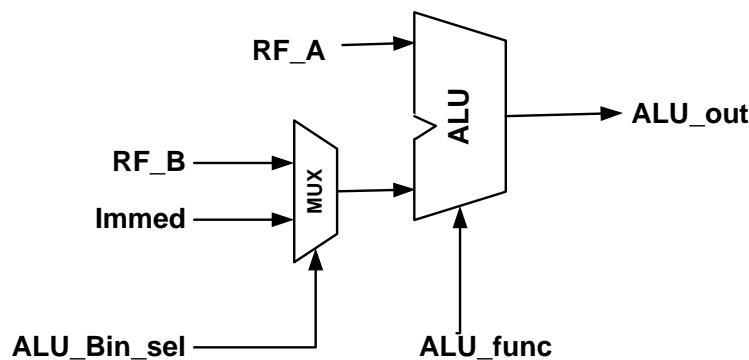 RF_A
ALU
ALU_out
RF_B
MUX
Immed
ALU_Bin_sel
ALU_func